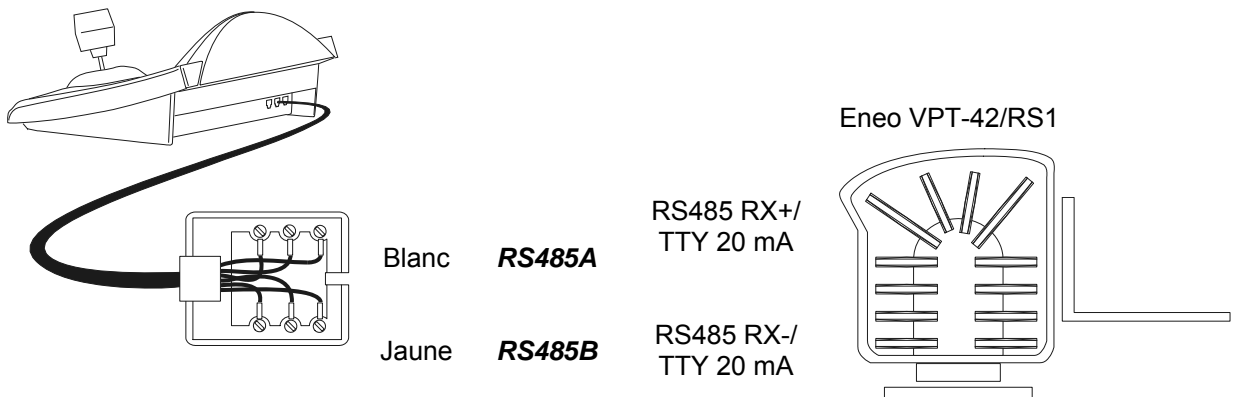 Eneo VPT-42/RS1
RS485 RX+/
TTY 20 mA
Blanc RS485A
RS485 RX-/
TTY 20 mA
Jaune RS485B